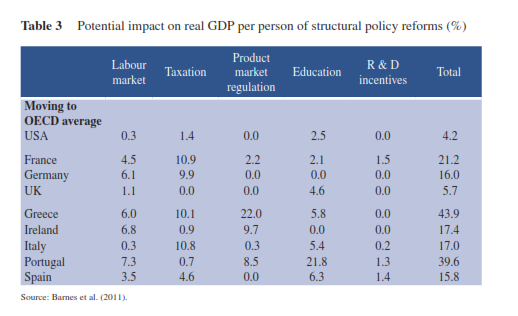 Table 3 Potential impact on real GDP per person of structural policy reforms (%)
Labour market Taxation Product market regulation Education R & D incentives Total
Moving to
OECD average
USA 0.3 1.4 0.0 2.5 0.0 4.2
France 4.5 10.9 2.2 2.1 1.5 21.2
Germany 6.1 9.9 0.0 0.0 0.0 16.0
UK 1.1 0.0 0.0 4.6 0.0 5.7
Greece 6.0 10.1 22.0 5.8 0.0 43.9
Ireland 6.8 0.9 9.7 0.0 0.0 17.4
Italy 0.3 10.8 0.3 5.4 0.2 17.0
Portugal 7.3 0.7 8.5 21.8 1.3 39.6
Spain 3.5 4.6 0.0 6.3 1.4 15.8
Source: Barnes et al. (2011).